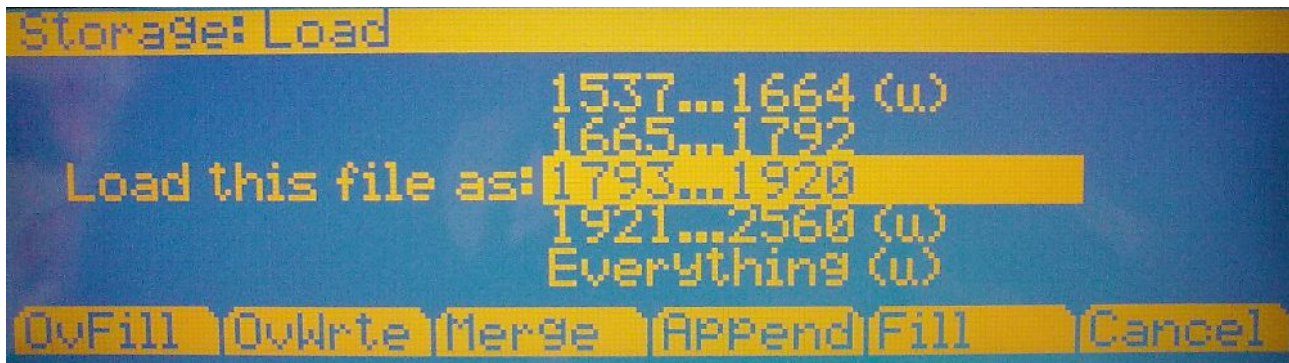 Storage: Load
1537...1664 (u)
1665...1792
Load this file as: 1793...1920
1921...2560 (u)
Everything (u)
OvFill OvWrte Merge Append Fill Cancel